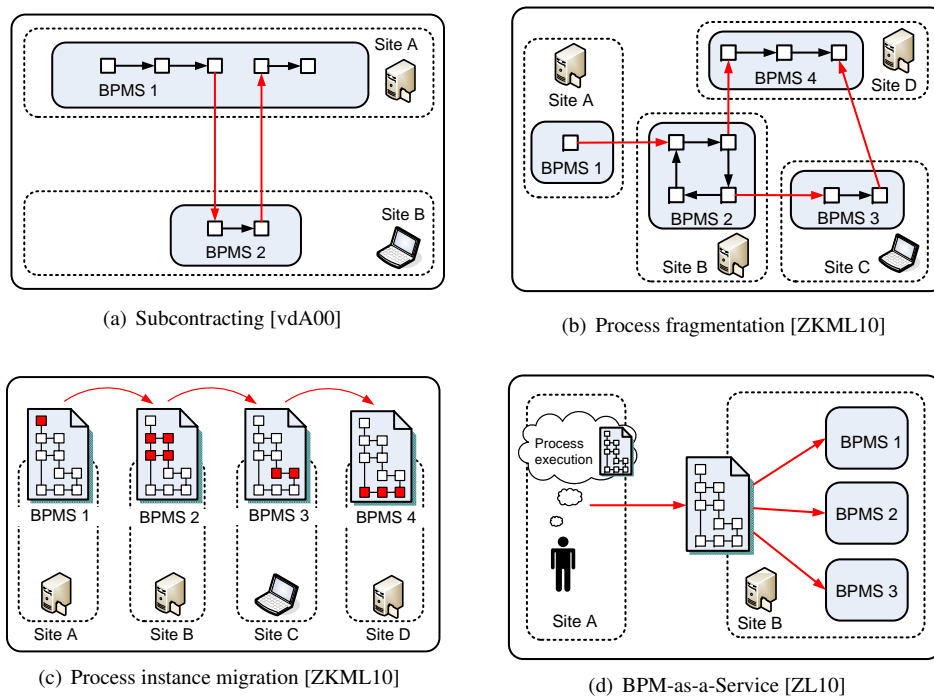 Site A
BPMS 1
Site B
BPMS 2
(a) Subcontracting [vdA00]
Site A
BPMS 1
BPMS 4
Site D
BPMS 2
Site B
BPMS 3
Site C
(b) Process fragmentation [ZKML10]
BPMS 1
BPMS 2
BPMS 3
BPMS 4
Site A
Site B
Site C
Site D
(c) Process instance migration [ZKML10]
Process
execution
Site A
BPMS 1
BPMS 2
BPMS 3
Site B
(d) BPM-as-a-Service [ZL10]